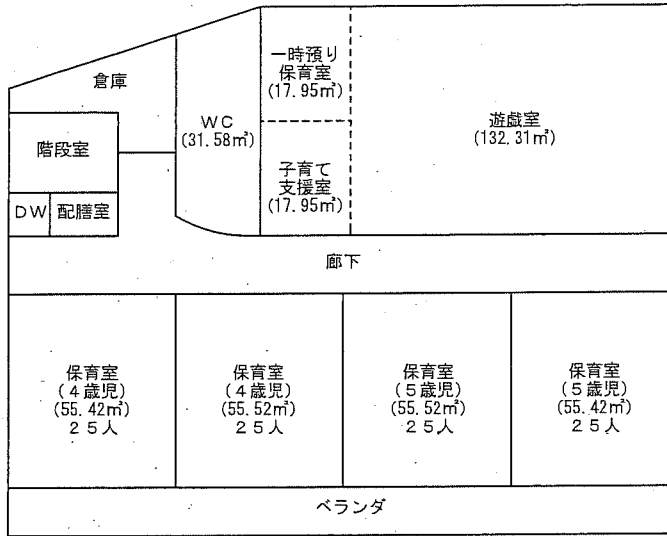 一時預り
保育室
(17.95㎡)
倉庫
WC
(31.58㎡)
遊戯室
(132.31㎡)
階段室
子育て
支援室
(17.95㎡)
DW
配膳室
廊下
保育室
(4歳児)
(55.42㎡)
25人
保育室
(4歳児)
(55.52㎡)
25人
保育室
(5歳児)
(55.52㎡)
25人
保育室
(5歳児)
(55.42㎡)
25人
ベランダ